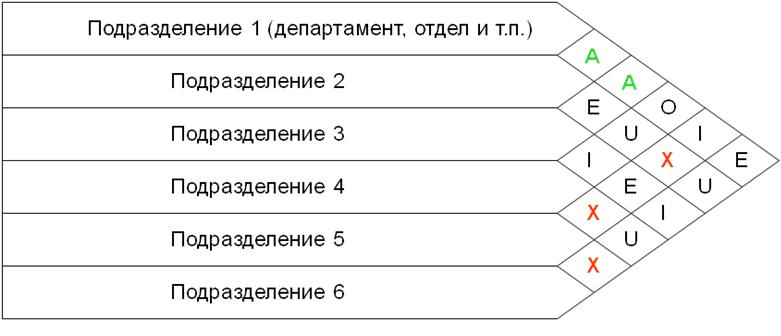 Подразделение 1 (департамент, отдел и т.п.)
A
Подразделение 2
A
E
O
Подразделение 3
U
I
I
X
E
Подразделение 4
E
U
X
I
Подразделение 5
U
X
Подразделение 6